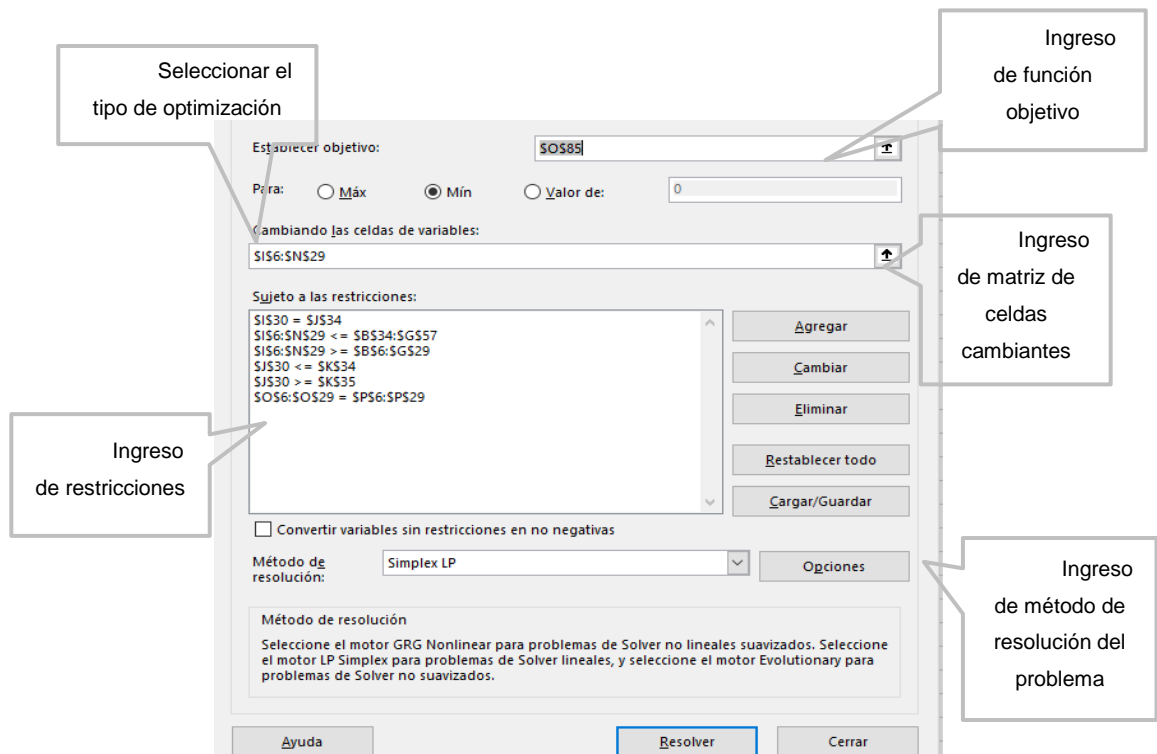 Seleccionar el
tipo de optimización
Ingreso
de función
objetivo
Establecer objetivo:
$O$85
Para:
Máx
Mín
Valor de:
0
Cambiando las celdas de variables:
$I$6:$N$29
Ingreso
de matriz de
celdas
cambiantes
Sujeto a las restricciones:
$I$30 = $J$34
$I$6:$N$29 <= $B$34:$G$57
$I$6:$N$29 >= $B$6:$G$29
$J$30 <= $K$34
$J$30 >= $K$35
$O$6:$O$29 = $P$6:$P$29
Agregar
Cambiar
Eliminar
Restablecer todo
Cargar/Guardar
Ingreso
de restricciones
Convertir variables sin restricciones en no negativas
Método de
resolución:
Simplex LP
Opciones
Ingreso
de método de
resolución del
problema
Método de resolución
Seleccione el motor GRG Nonlinear para problemas de Solver no lineales suavizados. Seleccione
el motor LP Simplex para problemas de Solver lineales, y seleccione el motor Evolutionary para
problemas de Solver no suavizados.
Ayuda
Resolver
Cerrar